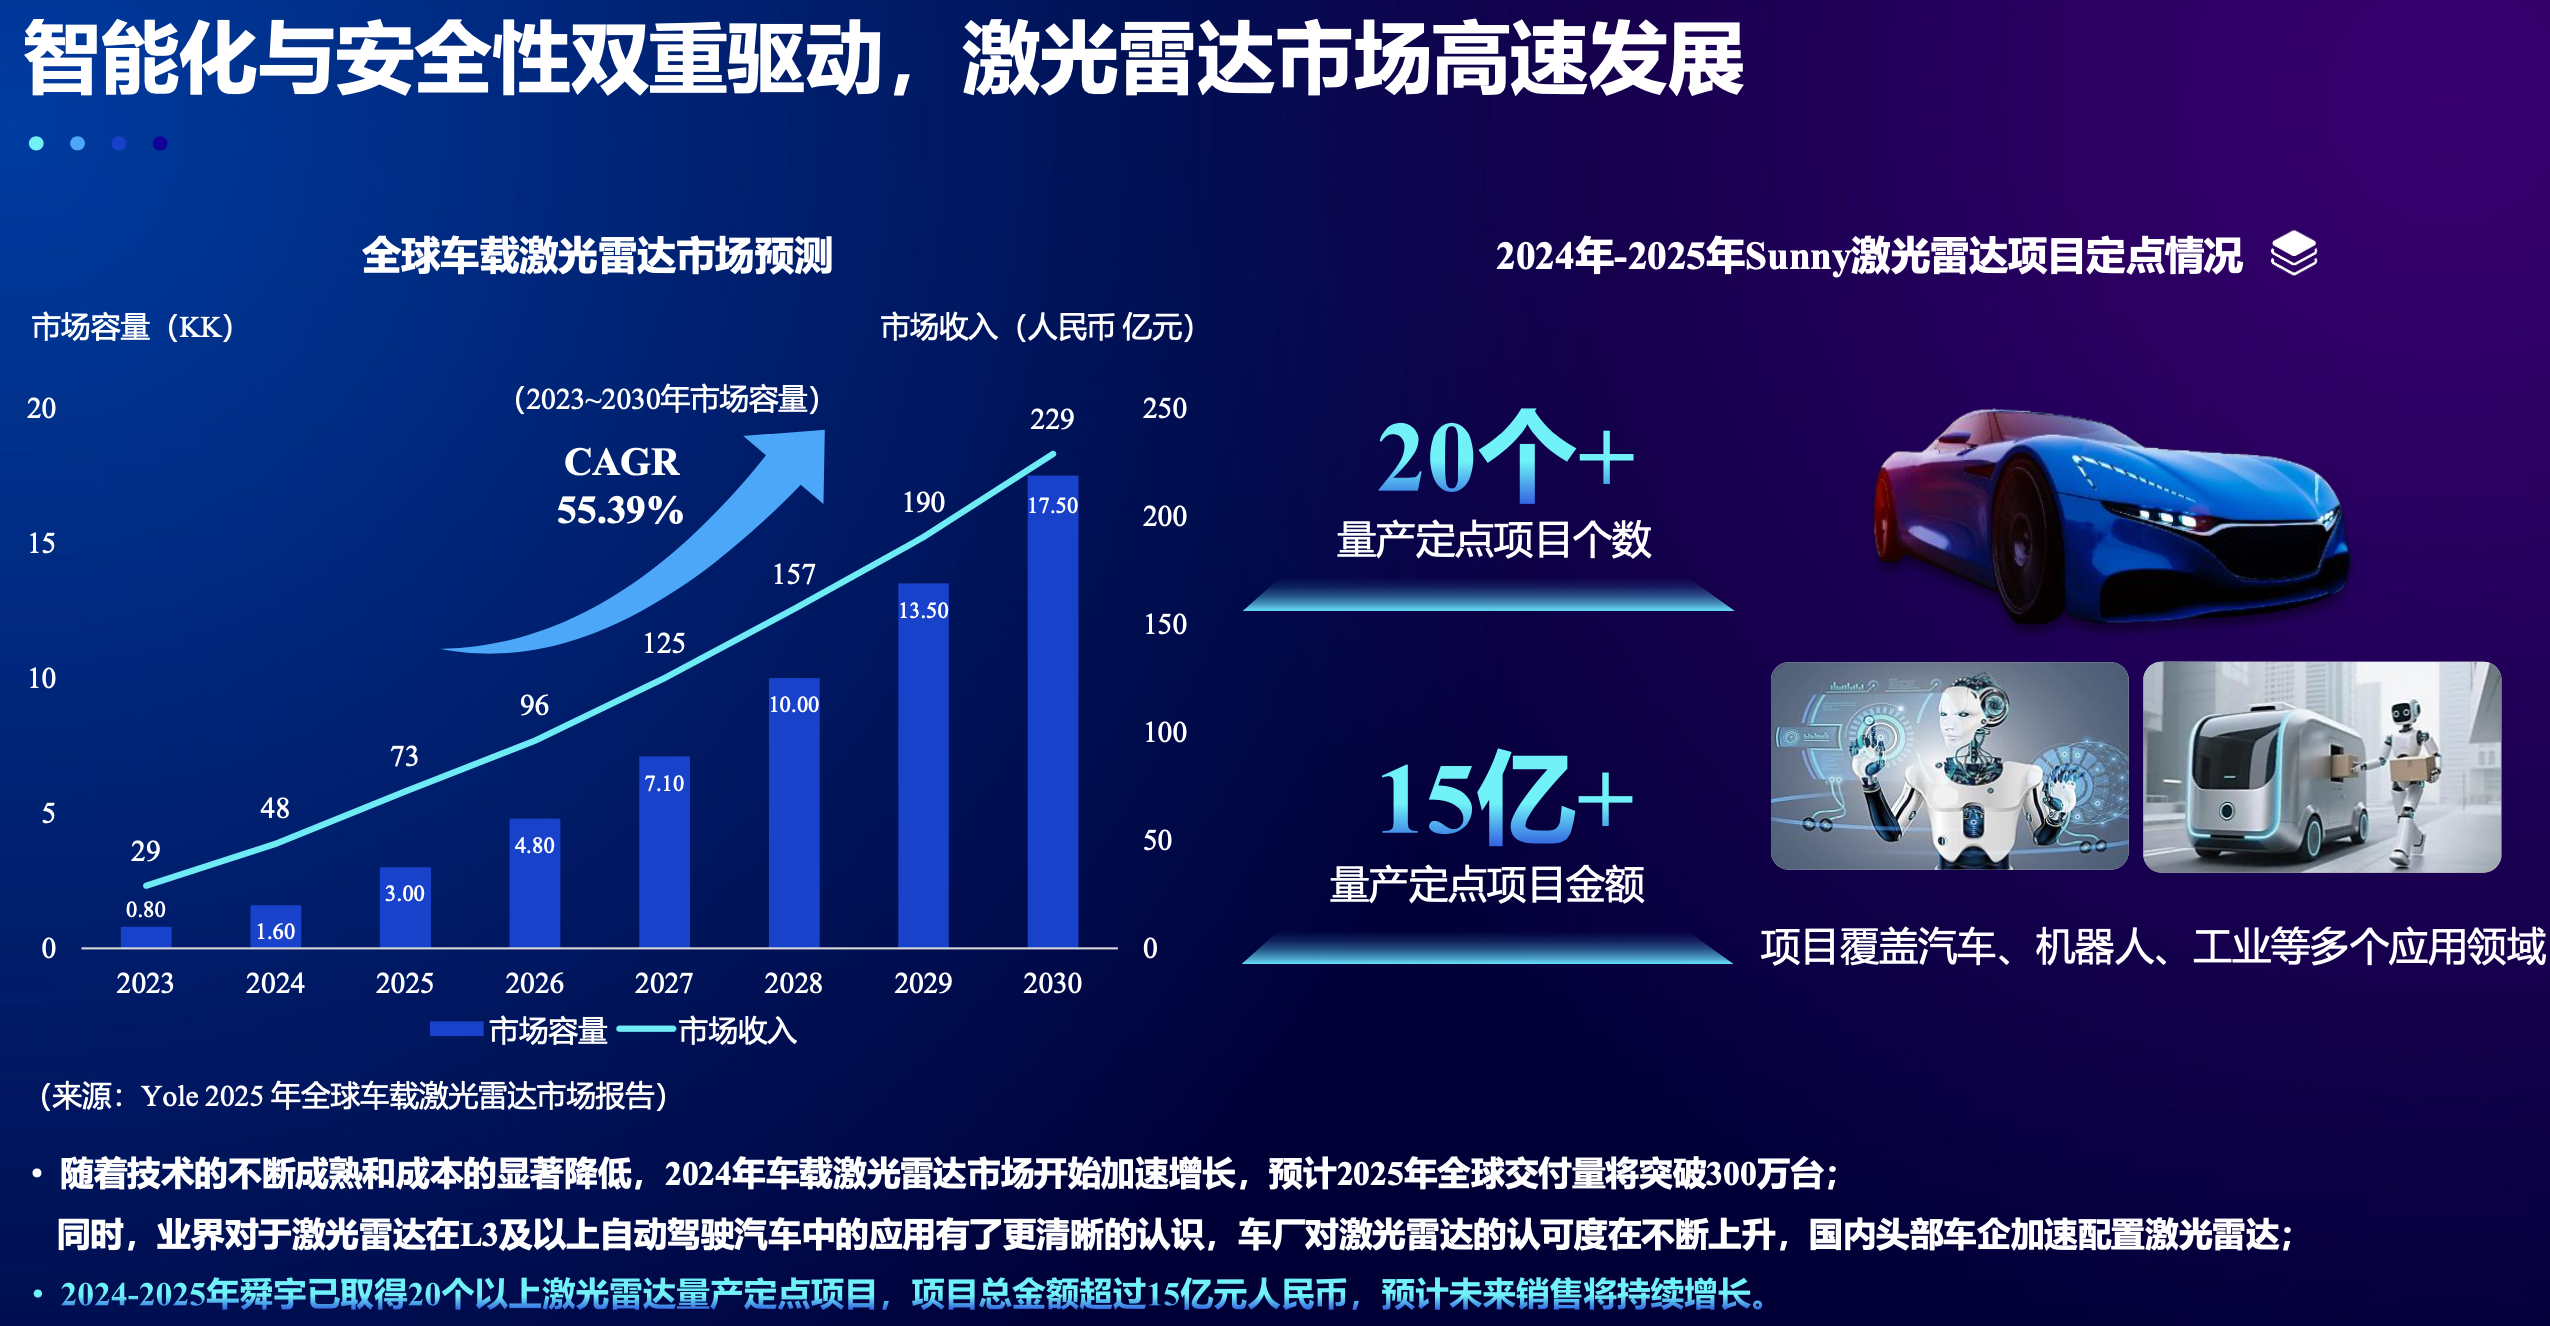 智能化与安全性双重驱动，激光雷达市场高速发展
全球车载激光雷达市场预测
市场容量（KK）
市场收入（人民币 亿元）
（2023~2030年市场容量）
CAGR
55.39%
20
15
10
5
0
250
200
150
100
50
0
29
48
73
96
125
157
190
229
0.80
1.60
3.00
4.80
7.10
10.00
13.50
17.50
2023
2024
2025
2026
2027
2028
2029
2030
市场容量
市场收入
（来源：Yole 2025 年全球车载激光雷达市场报告）
2024年-2025年Sunny激光雷达项目定点情况
20个+
量产定点项目个数
15亿+
量产定点项目金额
项目覆盖汽车、机器人、工业等多个应用领域
• 随着技术的不断成熟和成本的显著降低，2024年车载激光雷达市场开始加速增长，预计2025年全球交付量将突破300万台；
同时，业界对于激光雷达在L3及以上自动驾驶汽车中的应用有了更清晰的认识，车厂对激光雷达的认可度在不断上升，国内头部车企加速配置激光雷达；
• 2024-2025年舜宇已取得20个以上激光雷达量产定点项目，项目总金额超过15亿元人民币，预计未来销售将持续增长。